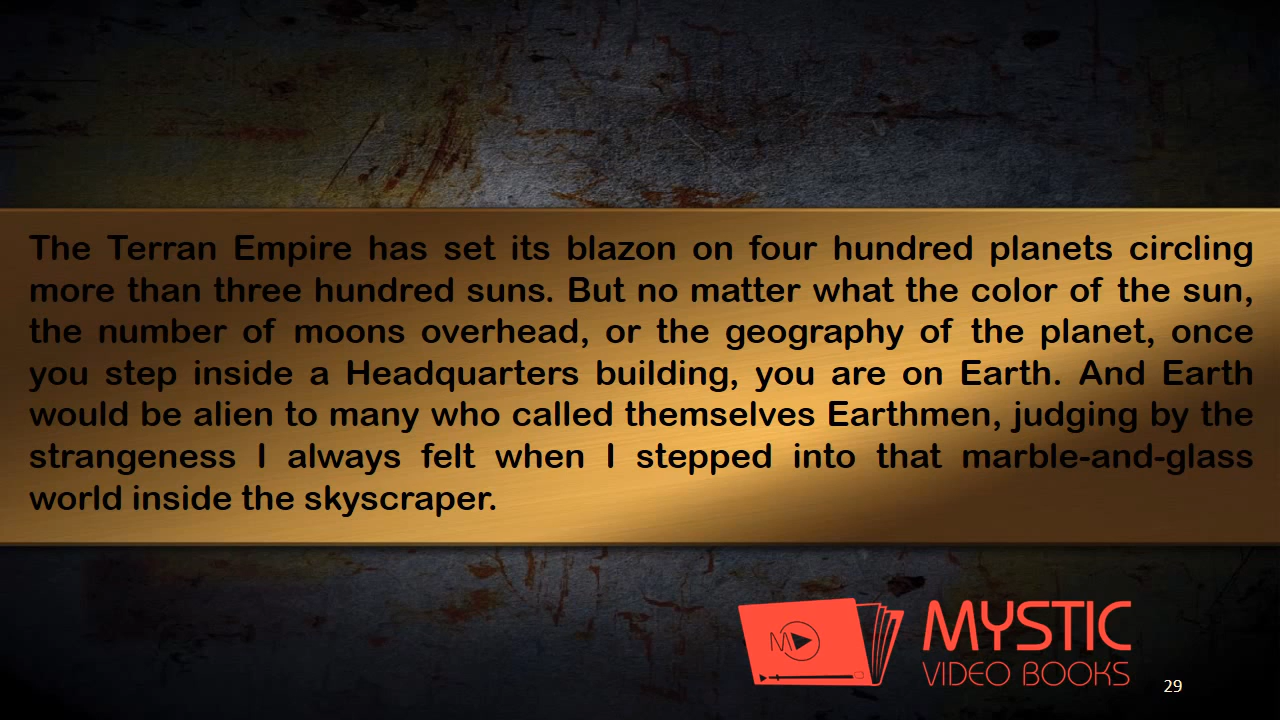 The Terran Empire has set its blazon on four hundred planets circling
more than three hundred suns. But no matter what the color of the sun,
the number of moons overhead, or the geography of the planet, once
you step inside a Headquarters building, you are on Earth. And Earth
would be alien to many who called themselves Earthmen, judging by the
strangeness I always felt when I stepped into that marble-and-glass
world inside the skyscraper.
M
MYSTIC
VIDEO BOOKS
29